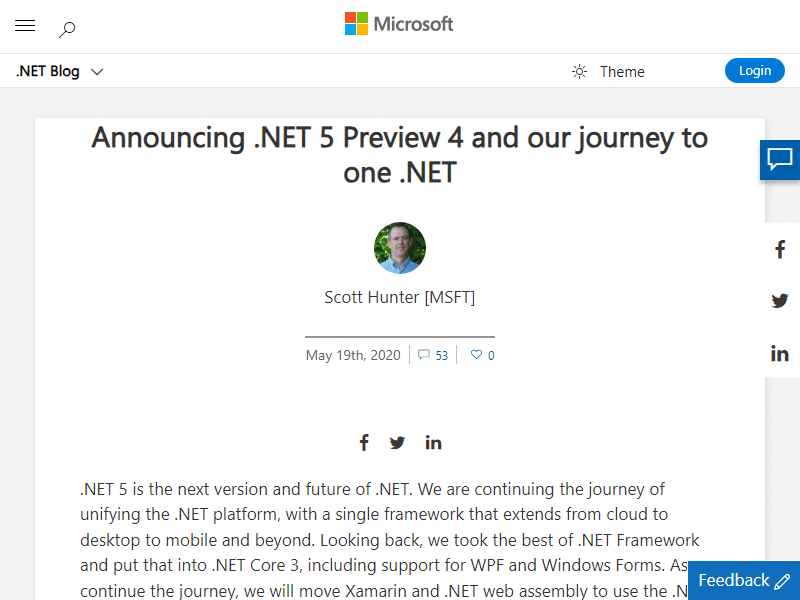 Microsoft
.NET Blog
Theme
Login
Announcing .NET 5 Preview 4 and our journey to
one .NET
Scott Hunter [MSFT]
May 19th, 2020 53 0
.NET 5 is the next version and future of .NET. We are continuing the journey of
unifying the .NET platform, with a single framework that extends from cloud to
desktop to mobile and beyond. Looking back, we took the best of .NET Framework
and put that into .NET Core 3, including support for WPF and Windows Forms. As
continue the journey, we will move Xamarin and .NET web assembly to use the .N
Feedback